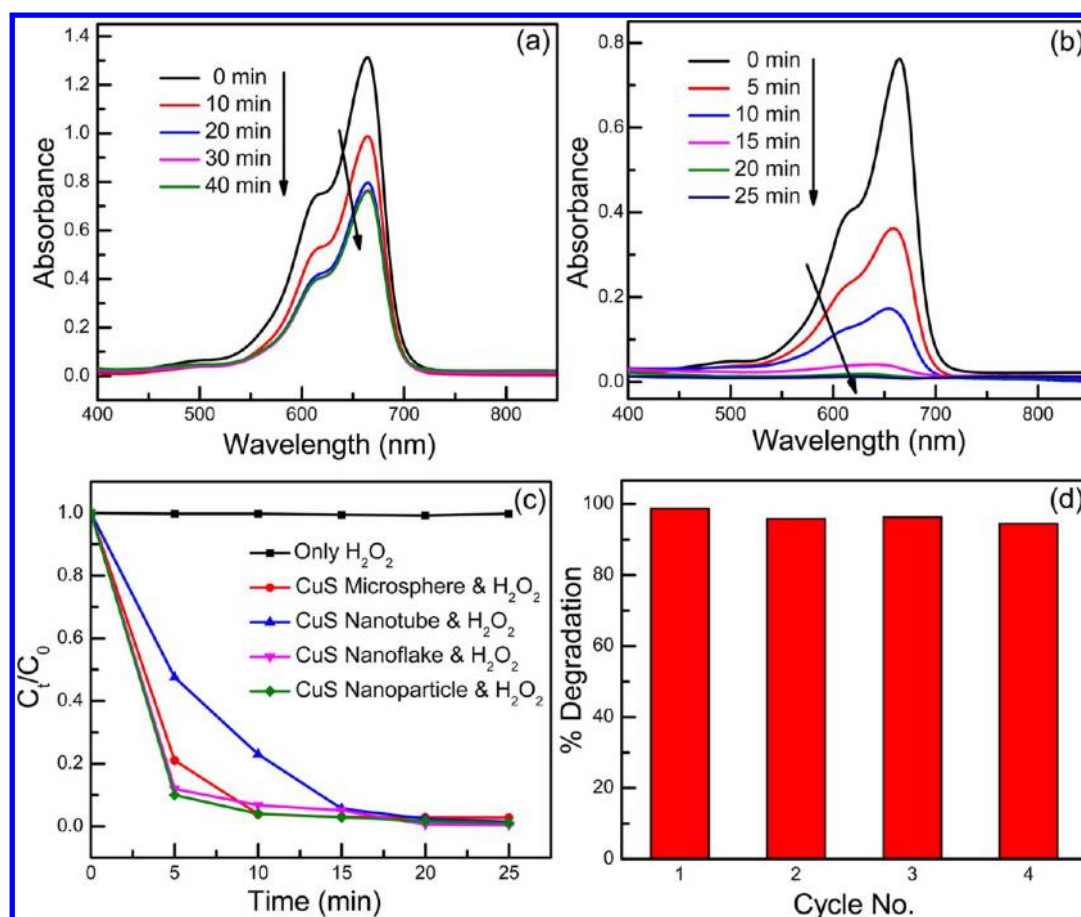 (a)
1.4
1.2
1.0
0.8
0.6
0.4
0.2
0.0
Absorbance
0 min
10 min
20 min
30 min
40 min
400 500 600 700 800
Wavelength (nm)
(b)
0.8
0.6
0.4
0.2
0.0
Absorbance
0 min
5 min
10 min
15 min
20 min
25 min
400 500 600 700 800
Wavelength (nm)
(c)
1.0
0.8
0.6
0.4
0.2
0.0
Cₜ/C₀
Only H₂O₂
CuS Microsphere & H₂O₂
CuS Nanotube & H₂O₂
CuS Nanoflake & H₂O₂
CuS Nanoparticle & H₂O₂
0 5 10 15 20 25
Time (min)
(d)
100
80
60
40
20
0
% Degradation
1 2 3 4
Cycle No.